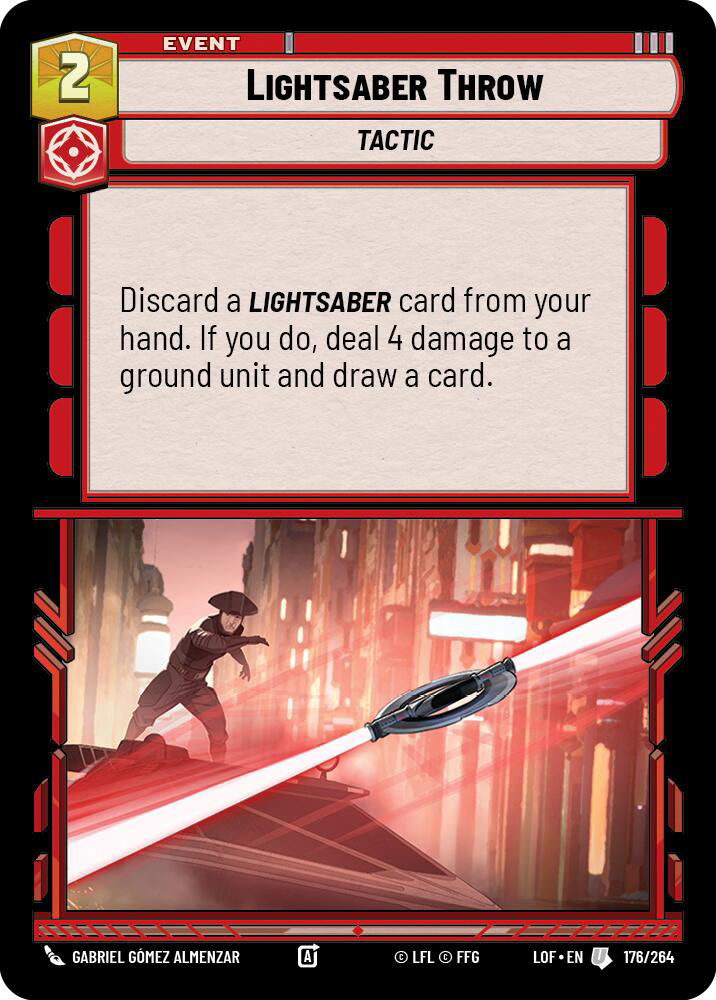 EVENT
2
LIGHTSABER THROW
TACTIC
Discard a LIGHTSABER card from your
hand. If you do, deal 4 damage to a
ground unit and draw a card.
GABRIEL GÓMEZ ALMENZAR
A
© LFL © FFG
LOF • EN
U
176/264